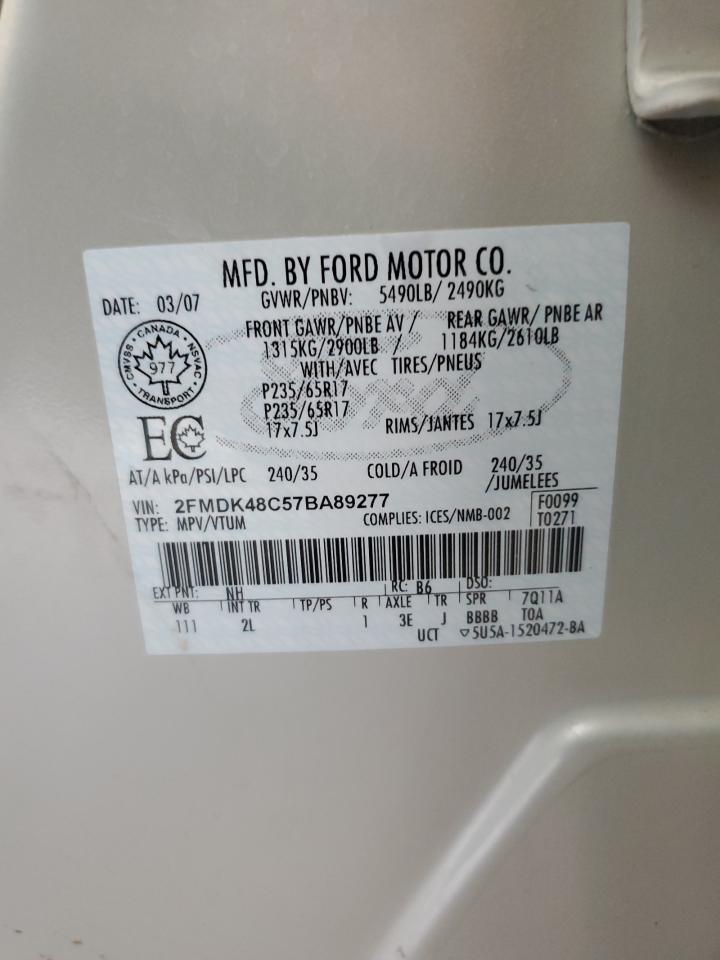 MFD. BY FORD MOTOR CO.
DATE: 03/07
GVWR/PNBV: 5490LB/ 2490KG
FRONT GAWR/PNBE AV / REAR GAWR/ PNBE AR
1315KG/2900LB / 1184KG/2610LB
WITH/AVEC TIRES/PNEUS
P235/65R17
P235/65R17
17x7.5J RIMS/JANTES 17x7.5J
CANADA
CMVSS NSVAC
977
TRANSPORT
EC
AT/A kPa/PSI/LPC 240/35 COLD/A FROID 240/35
/JUMELEES
VIN: 2FMDK48C57BA89277
TYPE: MPV/VTUM COMPLIES: ICES/NMB-002
F0099
T0271
EXT PNT: NH RC: B6 DSO:
WB INT TR TP/PS R AXLE TR SPR 7Q11A
111 2L 1 3E J BBBB TOA
UCT ▽5U5A-1520472-BA